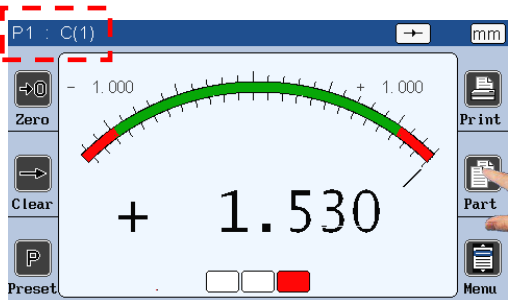 P1 : C(1)
mm
Zero
- 1.000
+ 1.000
Print
Clear
+ 1.530
Part
P
Preset
Menu